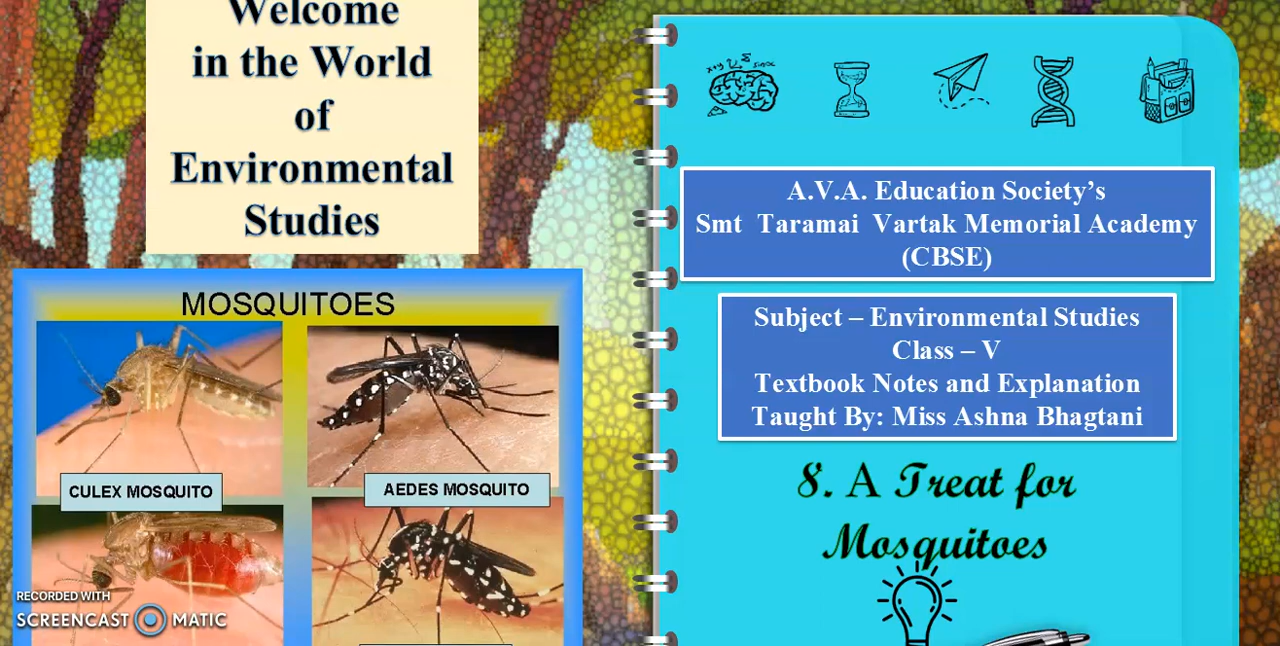 Welcome
in the World
of
Environmental
Studies
MOSQUITOES
CULEX MOSQUITO
AEDES MOSQUITO
RECORDED WITH
SCREENCAST MATIC
A.V.A. Education Society's
Smt Taramai Vartak Memorial Academy
(CBSE)
Subject – Environmental Studies
Class – V
Textbook Notes and Explanation
Taught By: Miss Ashna Bhagtani
8. A Treat for
Mosquitoes